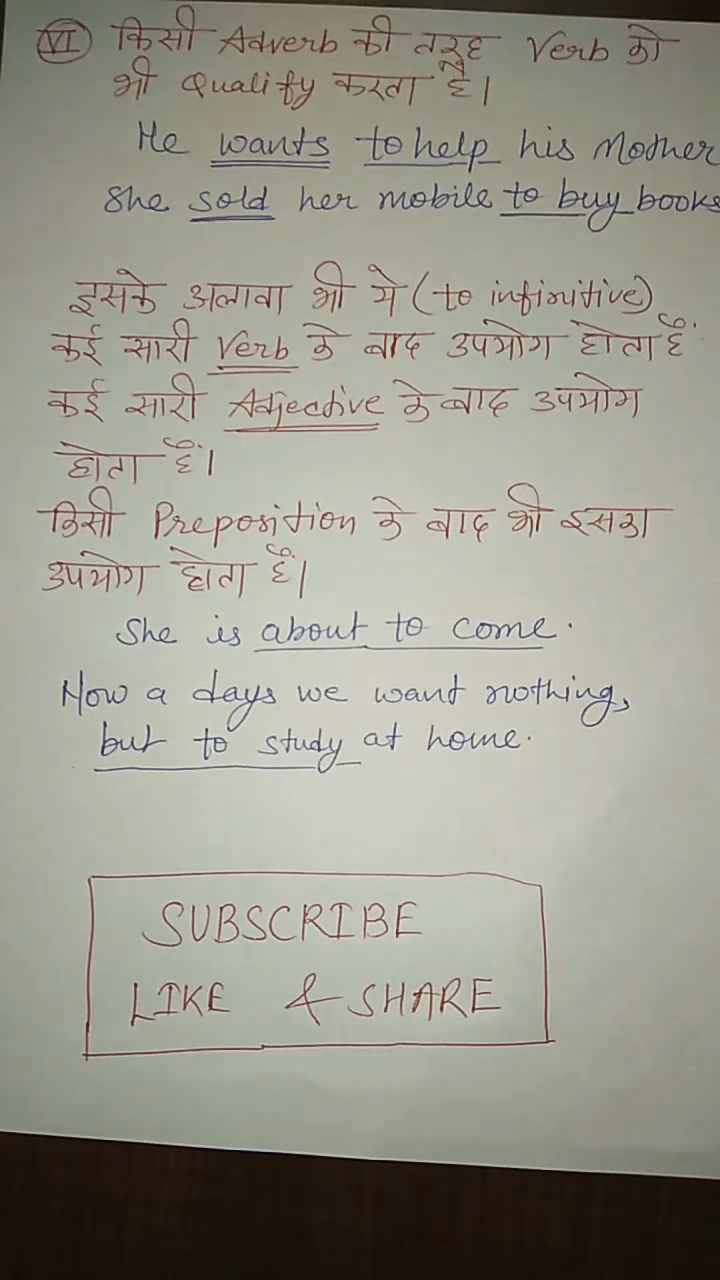 VI किसी Adverb की तरह Verb को
भी Qualify करता है।
He wants to help his Mother
She sold her mobile to buy books
इसके अलावा भी ये (to infinitive)
कई सारी Verb के बाद उपयोग होता हैं
कई सारी Adjective के बाद उपयोग
होता हैं।
किसी Preposition के बाद भी इसका
उपयोग होता हैं।
She is about to come.
Now a days we want nothing,
but to study at home.
SUBSCRIBE
LIKE & SHARE